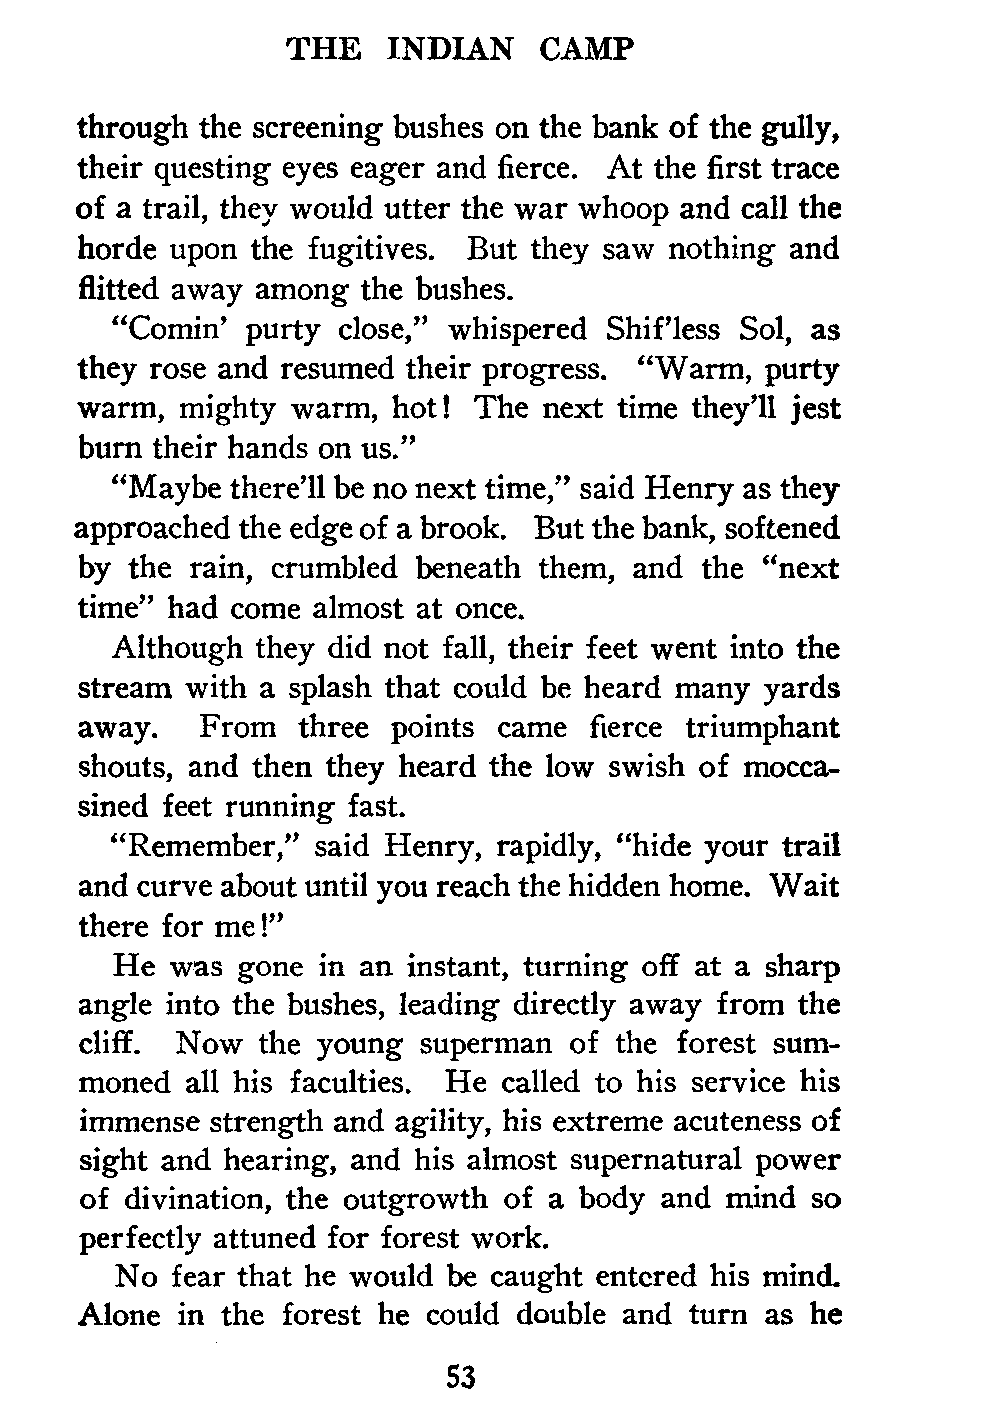 THE INDIAN CAMP
through the screening bushes on the bank of the gully,
their questing eyes eager and fierce. At the first trace
of a trail, they would utter the war whoop and call the
horde upon the fugitives. But they saw nothing and
flitted away among the bushes.
“Comin’ purty close,” whispered Shif’less Sol, as
they rose and resumed their progress. “Warm, purty
warm, mighty warm, hot! The next time they’ll jest
burn their hands on us.”
“Maybe there’ll be no next time,” said Henry as they
approached the edge of a brook. But the bank, softened
by the rain, crumbled beneath them, and the “next
time” had come almost at once.
Although they did not fall, their feet went into the
stream with a splash that could be heard many yards
away. From three points came fierce triumphant
shouts, and then they heard the low swish of mocca-
sined feet running fast.
“Remember,” said Henry, rapidly, “hide your trail
and curve about until you reach the hidden home. Wait
there for me!”
He was gone in an instant, turning off at a sharp
angle into the bushes, leading directly away from the
cliff. Now the young superman of the forest sum-
moned all his faculties. He called to his service his
immense strength and agility, his extreme acuteness of
sight and hearing, and his almost supernatural power
of divination, the outgrowth of a body and mind so
perfectly attuned for forest work.
No fear that he would be caught entered his mind.
Alone in the forest he could double and turn as he
53